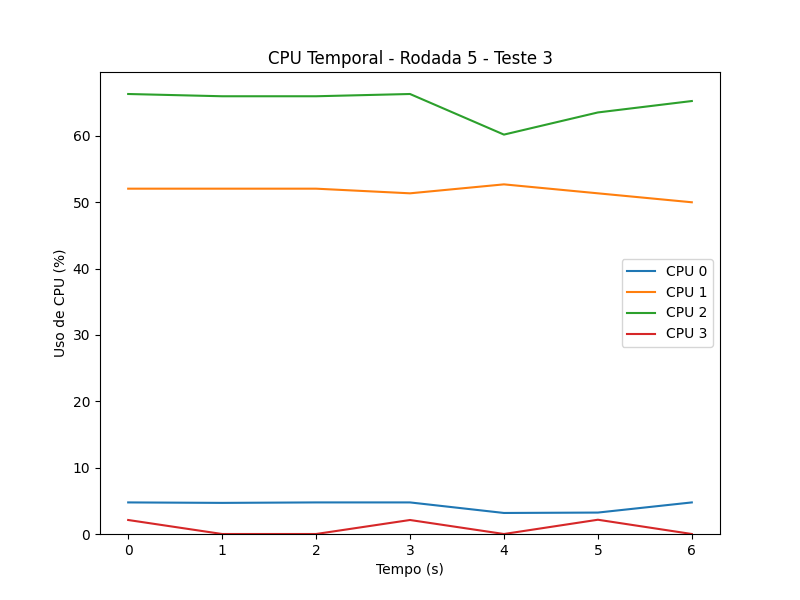 CPU Temporal - Rodada 5 - Teste 3
60
50
40
30
20
10
0
Uso de CPU (%)
CPU 0
CPU 1
CPU 2
CPU 3
0 1 2 3 4 5 6
Tempo (s)